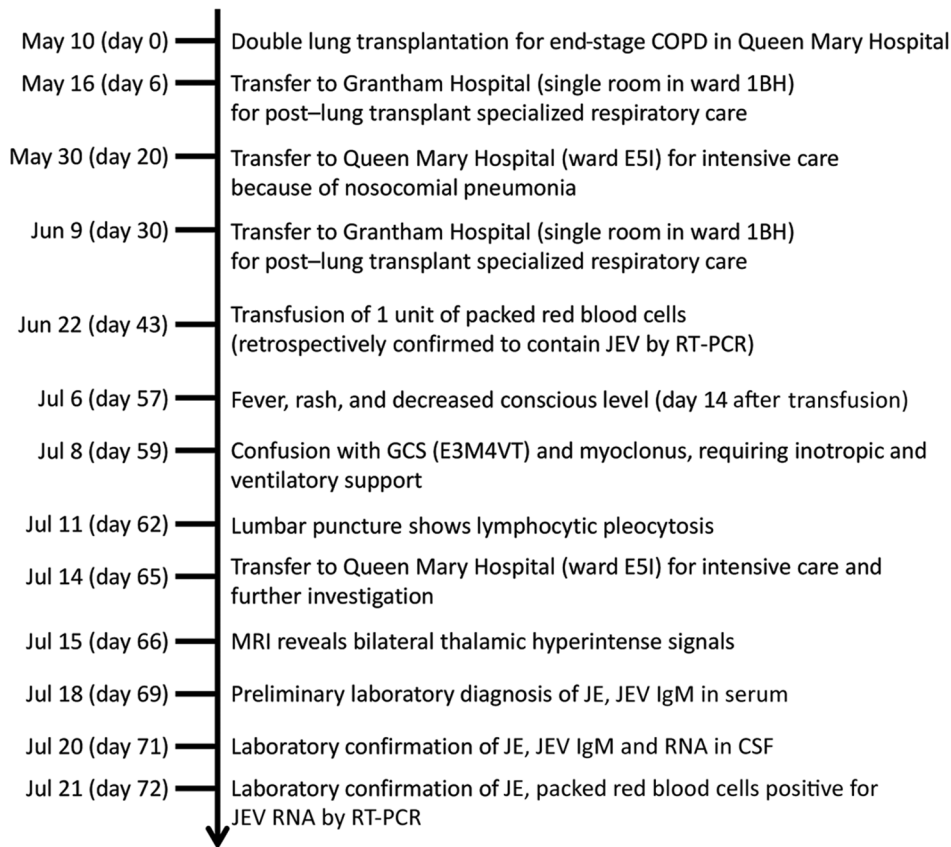 May 10 (day 0) Double lung transplantation for end-stage COPD in Queen Mary Hospital
May 16 (day 6) Transfer to Grantham Hospital (single room in ward 1BH)
for post–lung transplant specialized respiratory care
May 30 (day 20) Transfer to Queen Mary Hospital (ward E5I) for intensive care
because of nosocomial pneumonia
Jun 9 (day 30) Transfer to Grantham Hospital (single room in ward 1BH)
for post–lung transplant specialized respiratory care
Jun 22 (day 43) Transfusion of 1 unit of packed red blood cells
(retrospectively confirmed to contain JEV by RT-PCR)
Jul 6 (day 57) Fever, rash, and decreased conscious level (day 14 after transfusion)
Jul 8 (day 59) Confusion with GCS (E3M4VT) and myoclonus, requiring inotropic and
ventilatory support
Jul 11 (day 62) Lumbar puncture shows lymphocytic pleocytosis
Jul 14 (day 65) Transfer to Queen Mary Hospital (ward E5I) for intensive care and
further investigation
Jul 15 (day 66) MRI reveals bilateral thalamic hyperintense signals
Jul 18 (day 69) Preliminary laboratory diagnosis of JE, JEV IgM in serum
Jul 20 (day 71) Laboratory confirmation of JE, JEV IgM and RNA in CSF
Jul 21 (day 72) Laboratory confirmation of JE, packed red blood cells positive for
JEV RNA by RT-PCR